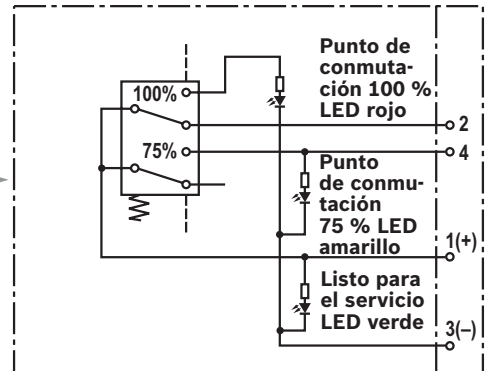 Punto de
conmuta-
ción 100 %
LED rojo
100%
2
75%
4
Punto
de conmu-
tación
75 % LED
amarillo
1(+)
Listo para
el servicio
LED verde
3(–)